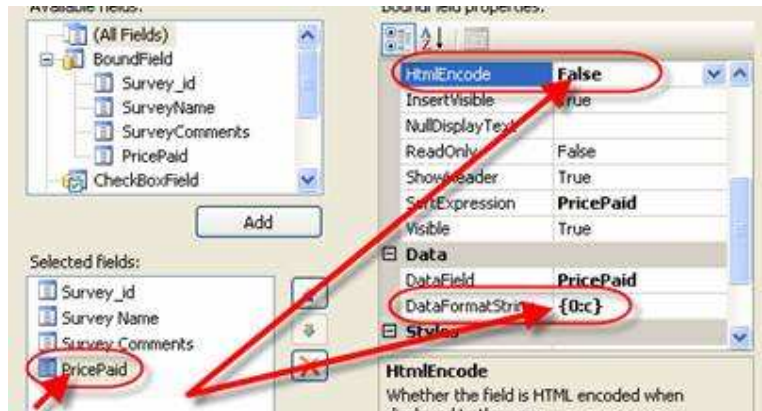 Available fields:
(All Fields)
BoundField
Survey_id
SurveyName
SurveyComments
PricePaid
CheckBoxField
Add
Selected fields:
Survey_id
Survey Name
Survey Comments
PricePaid
BoundField properties:
HtmlEncode False
InsertVisible True
NullDisplayText
ReadOnly False
ShowHeader True
SortExpression PricePaid
Visible True
Data
DataField PricePaid
DataFormatString {0:c}
Styles
HtmlEncode
Whether the field is HTML encoded when